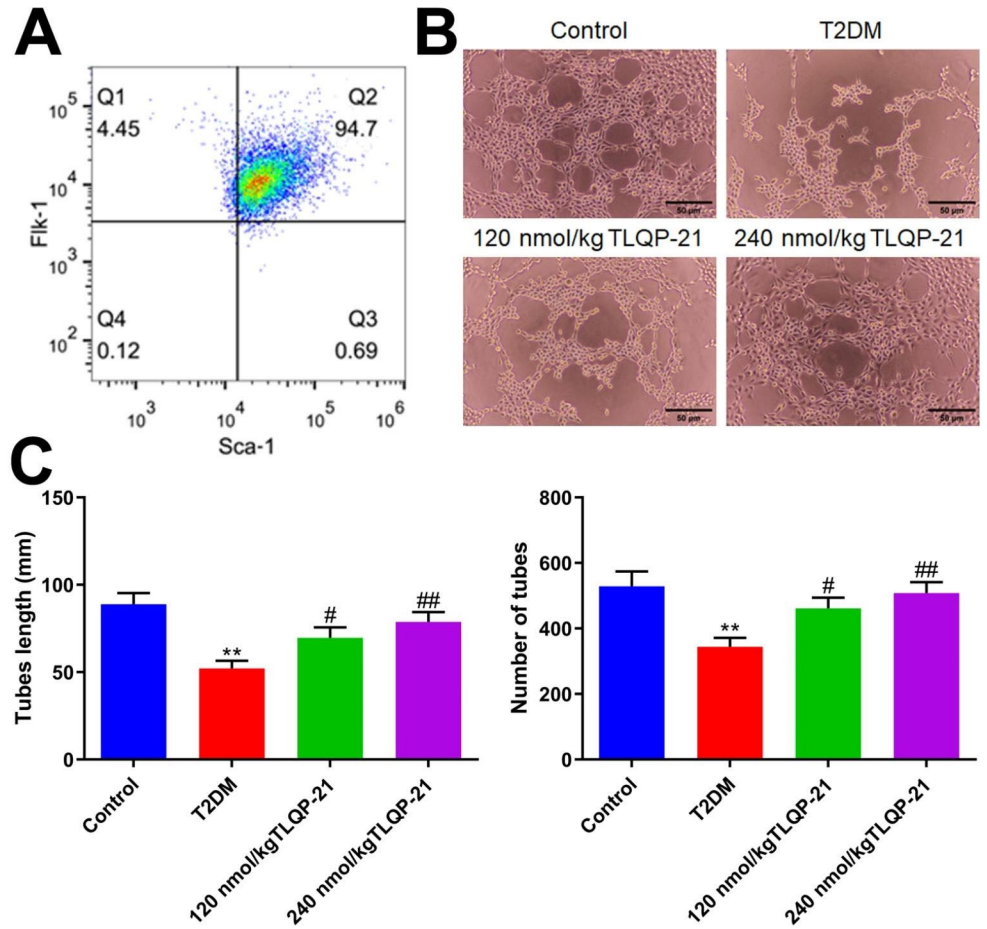 A
Q1
4.45
Q2
94.7
Q4
0.12
Q3
0.69
10^5
10^4
10^3
10^2
10^3
10^4
10^5
10^6
Flk-1
Sca-1
B
Control
T2DM
50 μm
50 μm
120 nmol/kg TLQP-21
240 nmol/kg TLQP-21
50 μm
50 μm
C
Tubes length (mm)
150
100
50
0
**
#
##
Control
T2DM
120 nmol/kgTLQP-21
240 nmol/kgTLQP-21
Number of tubes
800
600
400
200
0
**
#
##
Control
T2DM
120 nmol/kgTLQP-21
240 nmol/kgTLQP-21